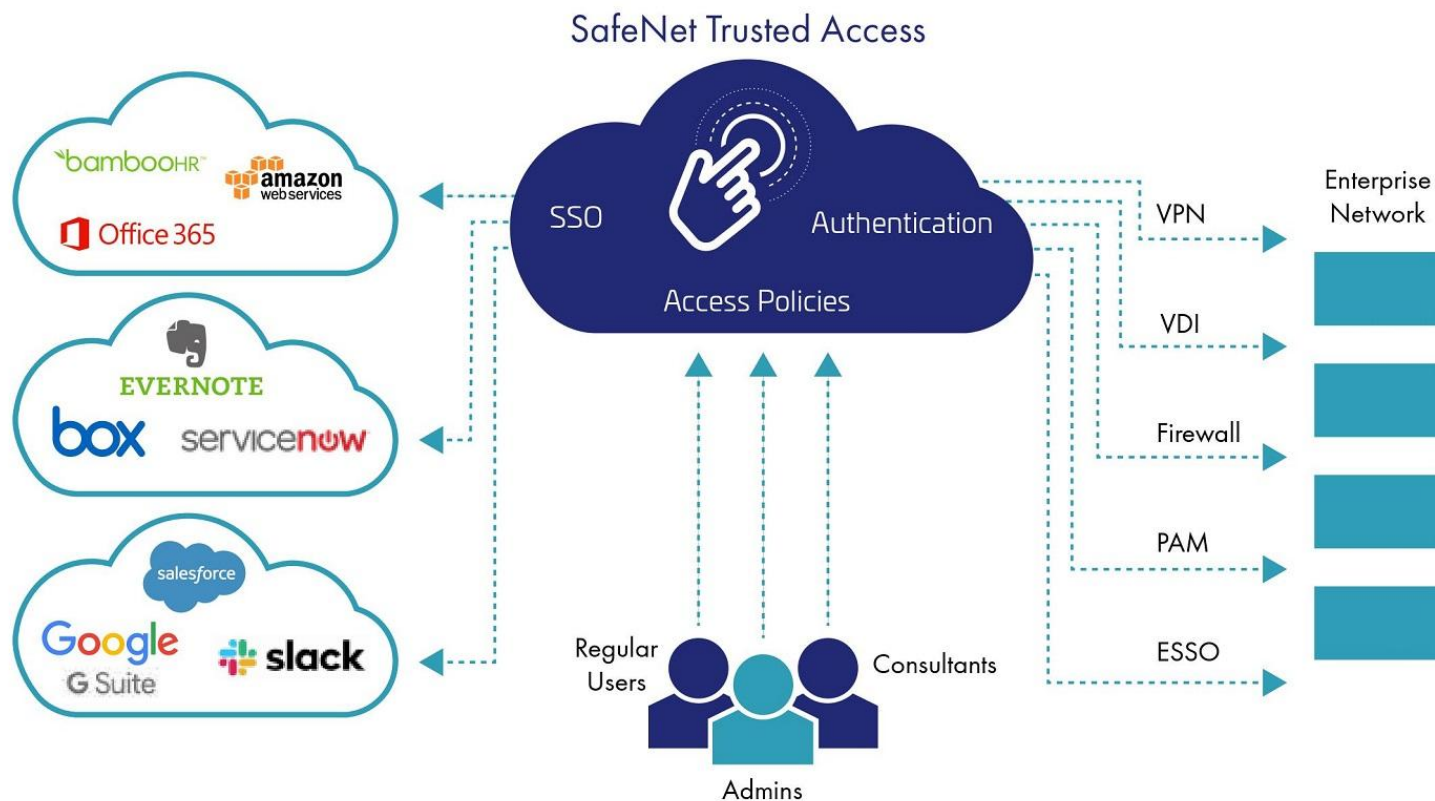 SafeNet Trusted Access
bambooHR™
amazon
web services
Office 365
EVERNOTE
box
servicenow
salesforce
Google
G Suite
slack
SSO
Authentication
Access Policies
Regular
Users
Consultants
Admins
VPN
VDI
Firewall
PAM
ESSO
Enterprise
Network